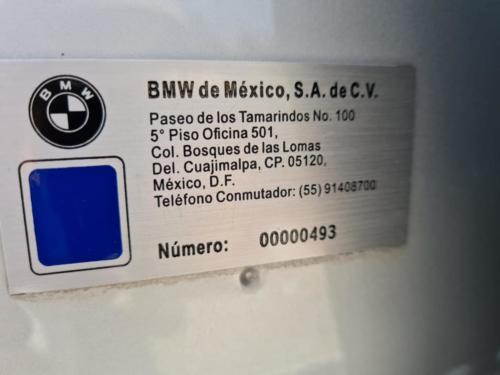 BMW
BMW de México, S.A. de C.V.
Paseo de los Tamarindos No. 100
5° Piso Oficina 501,
Col. Bosques de las Lomas
Del. Cuajimalpa, CP. 05120,
México, D.F.
Teléfono Conmutador: (55) 91408700
Número: 00000493